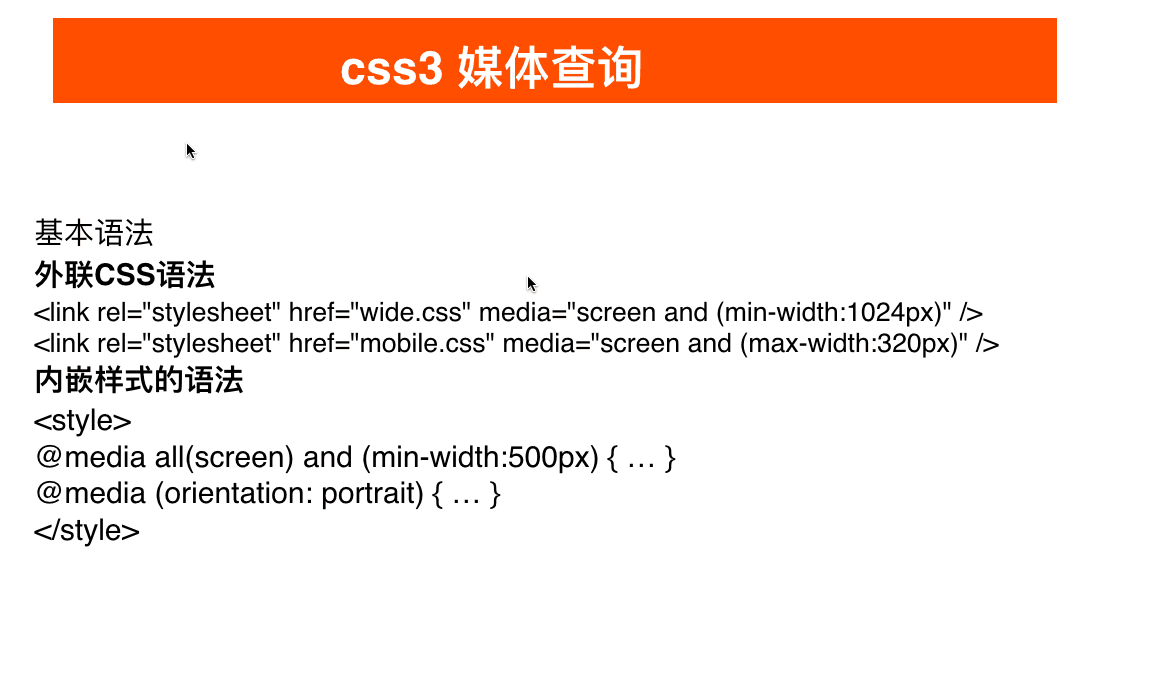 css3 媒体查询
基本语法
外联CSS语法
<link rel="stylesheet" href="wide.css" media="screen and (min-width:1024px)" />
<link rel="stylesheet" href="mobile.css" media="screen and (max-width:320px)" />
内嵌样式的语法
<style>
@media all(screen) and (min-width:500px) { … }
@media (orientation: portrait) { … }
</style>